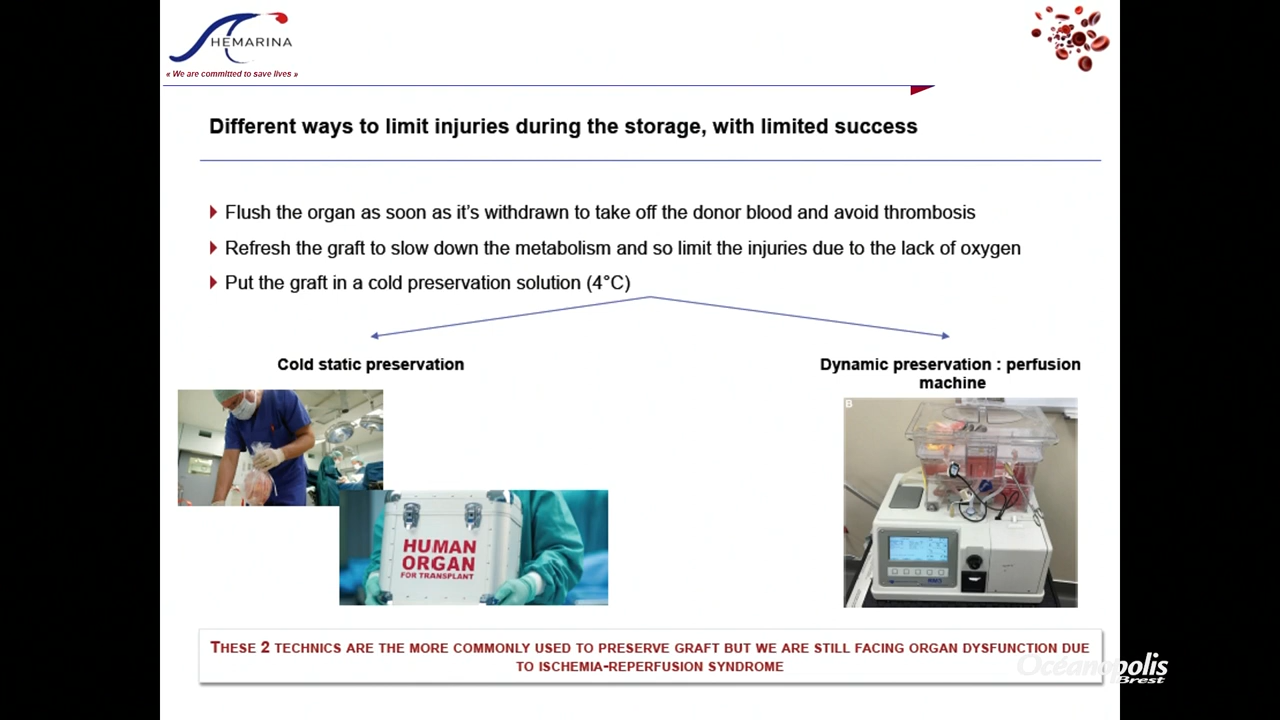 HEMARINA
« We are committed to save lives »
Different ways to limit injuries during the storage, with limited success
Flush the organ as soon as it's withdrawn to take off the donor blood and avoid thrombosis
Refresh the graft to slow down the metabolism and so limit the injuries due to the lack of oxygen
Put the graft in a cold preservation solution (4°C)
Cold static preservation
Dynamic preservation : perfusion
machine
B
HUMAN
ORGAN
FOR TRANSPLANT
THESE 2 TECHNICS ARE THE MORE COMMONLY USED TO PRESERVE GRAFT BUT WE ARE STILL FACING ORGAN DYSFUNCTION DUE
TO ISCHEMIA-REPERFUSION SYNDROME
Océanopolis
Brest